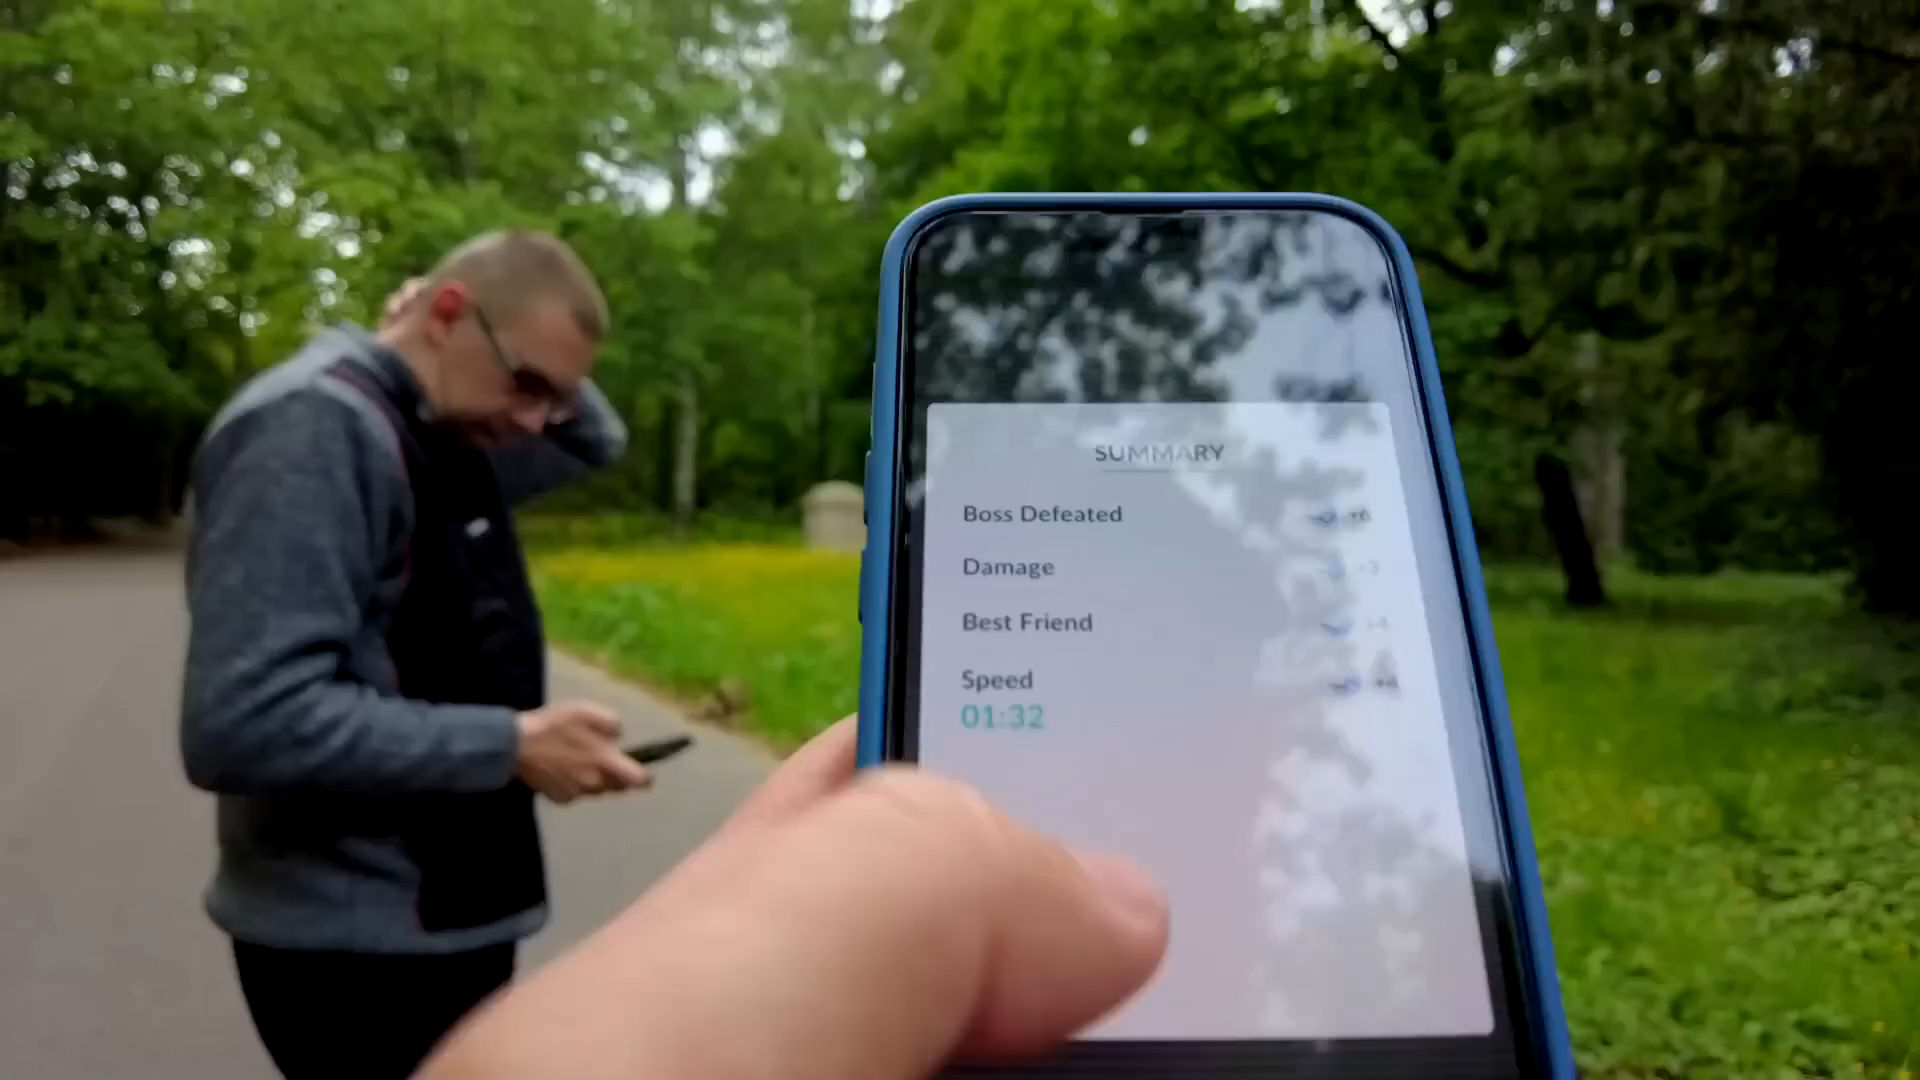 SUMMARY
Boss Defeated
Damage
Best Friend
Speed
01:32